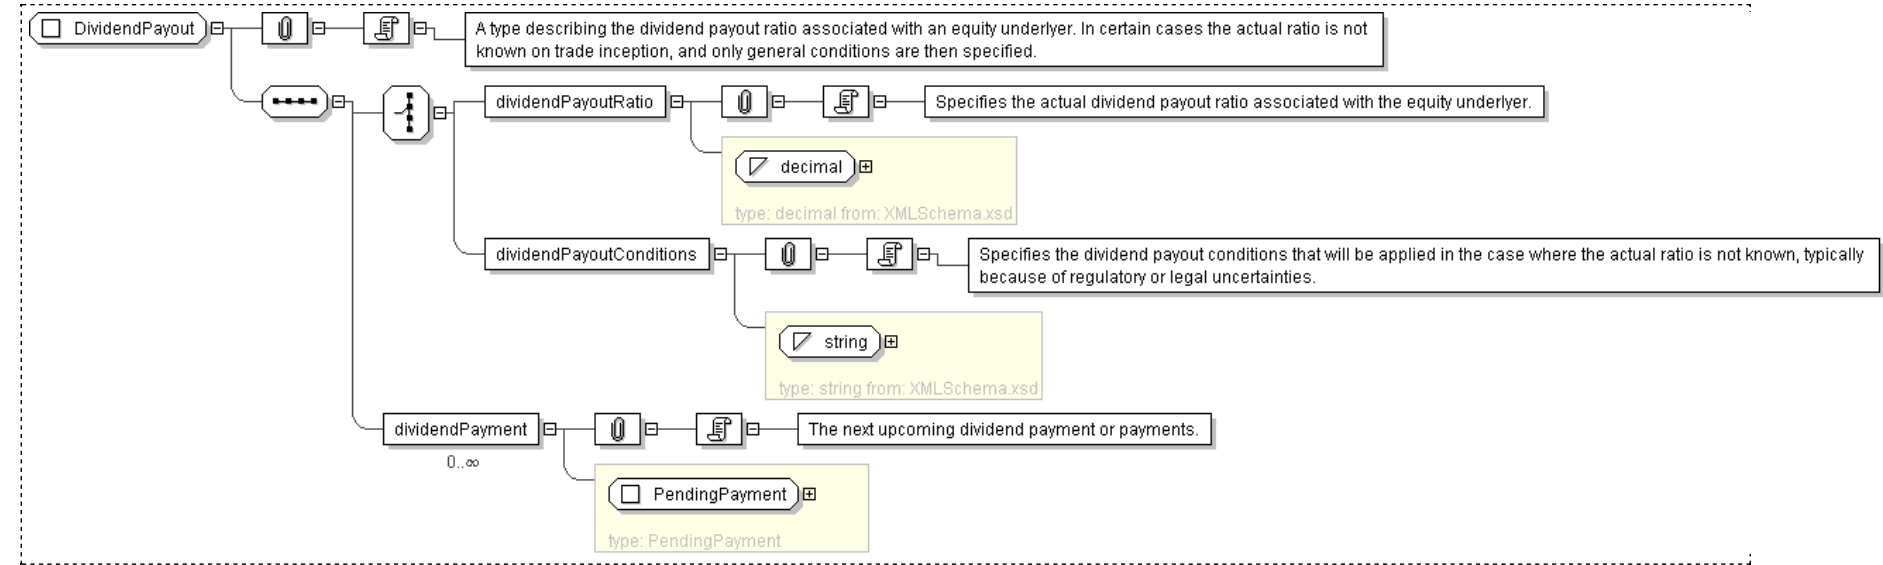 DividendPayout
A type describing the dividend payout ratio associated with an equity underlyer. In certain cases the actual ratio is not
known on trade inception, and only general conditions are then specified.
dividendPayoutRatio
Specifies the actual dividend payout ratio associated with the equity underlyer.
decimal
type: decimal from: XMLSchema.xsd
dividendPayoutConditions
Specifies the dividend payout conditions that will be applied in the case where the actual ratio is not known, typically
because of regulatory or legal uncertainties.
string
type: string from: XMLSchema.xsd
dividendPayment
The next upcoming dividend payment or payments.
0..∞
PendingPayment
type: PendingPayment